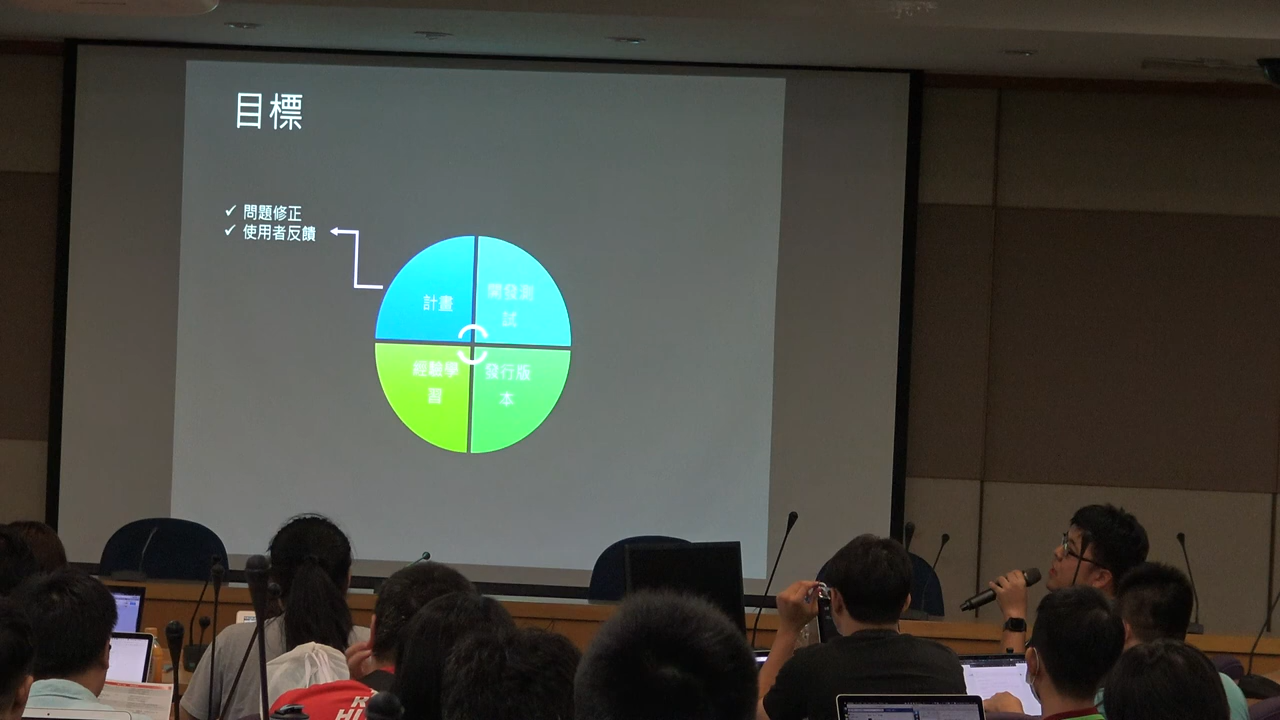 目標
✓ 問題修正
✓ 使用者反饋
計畫
開發測
試
經驗學
習
發行版
本